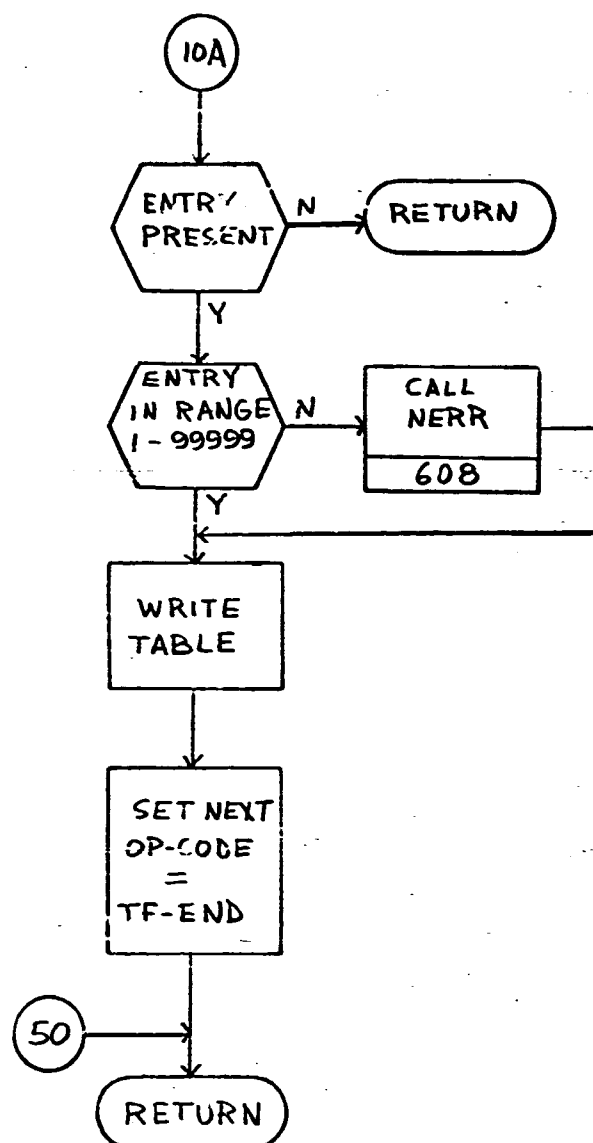 10A
ENTRY
PRESENT
N
RETURN
Y
ENTRY
IN RANGE
1 - 99999
N
CALL
NERR
608
Y
WRITE
TABLE
SET NEXT
OP-CODE
=
TF-END
50
RETURN